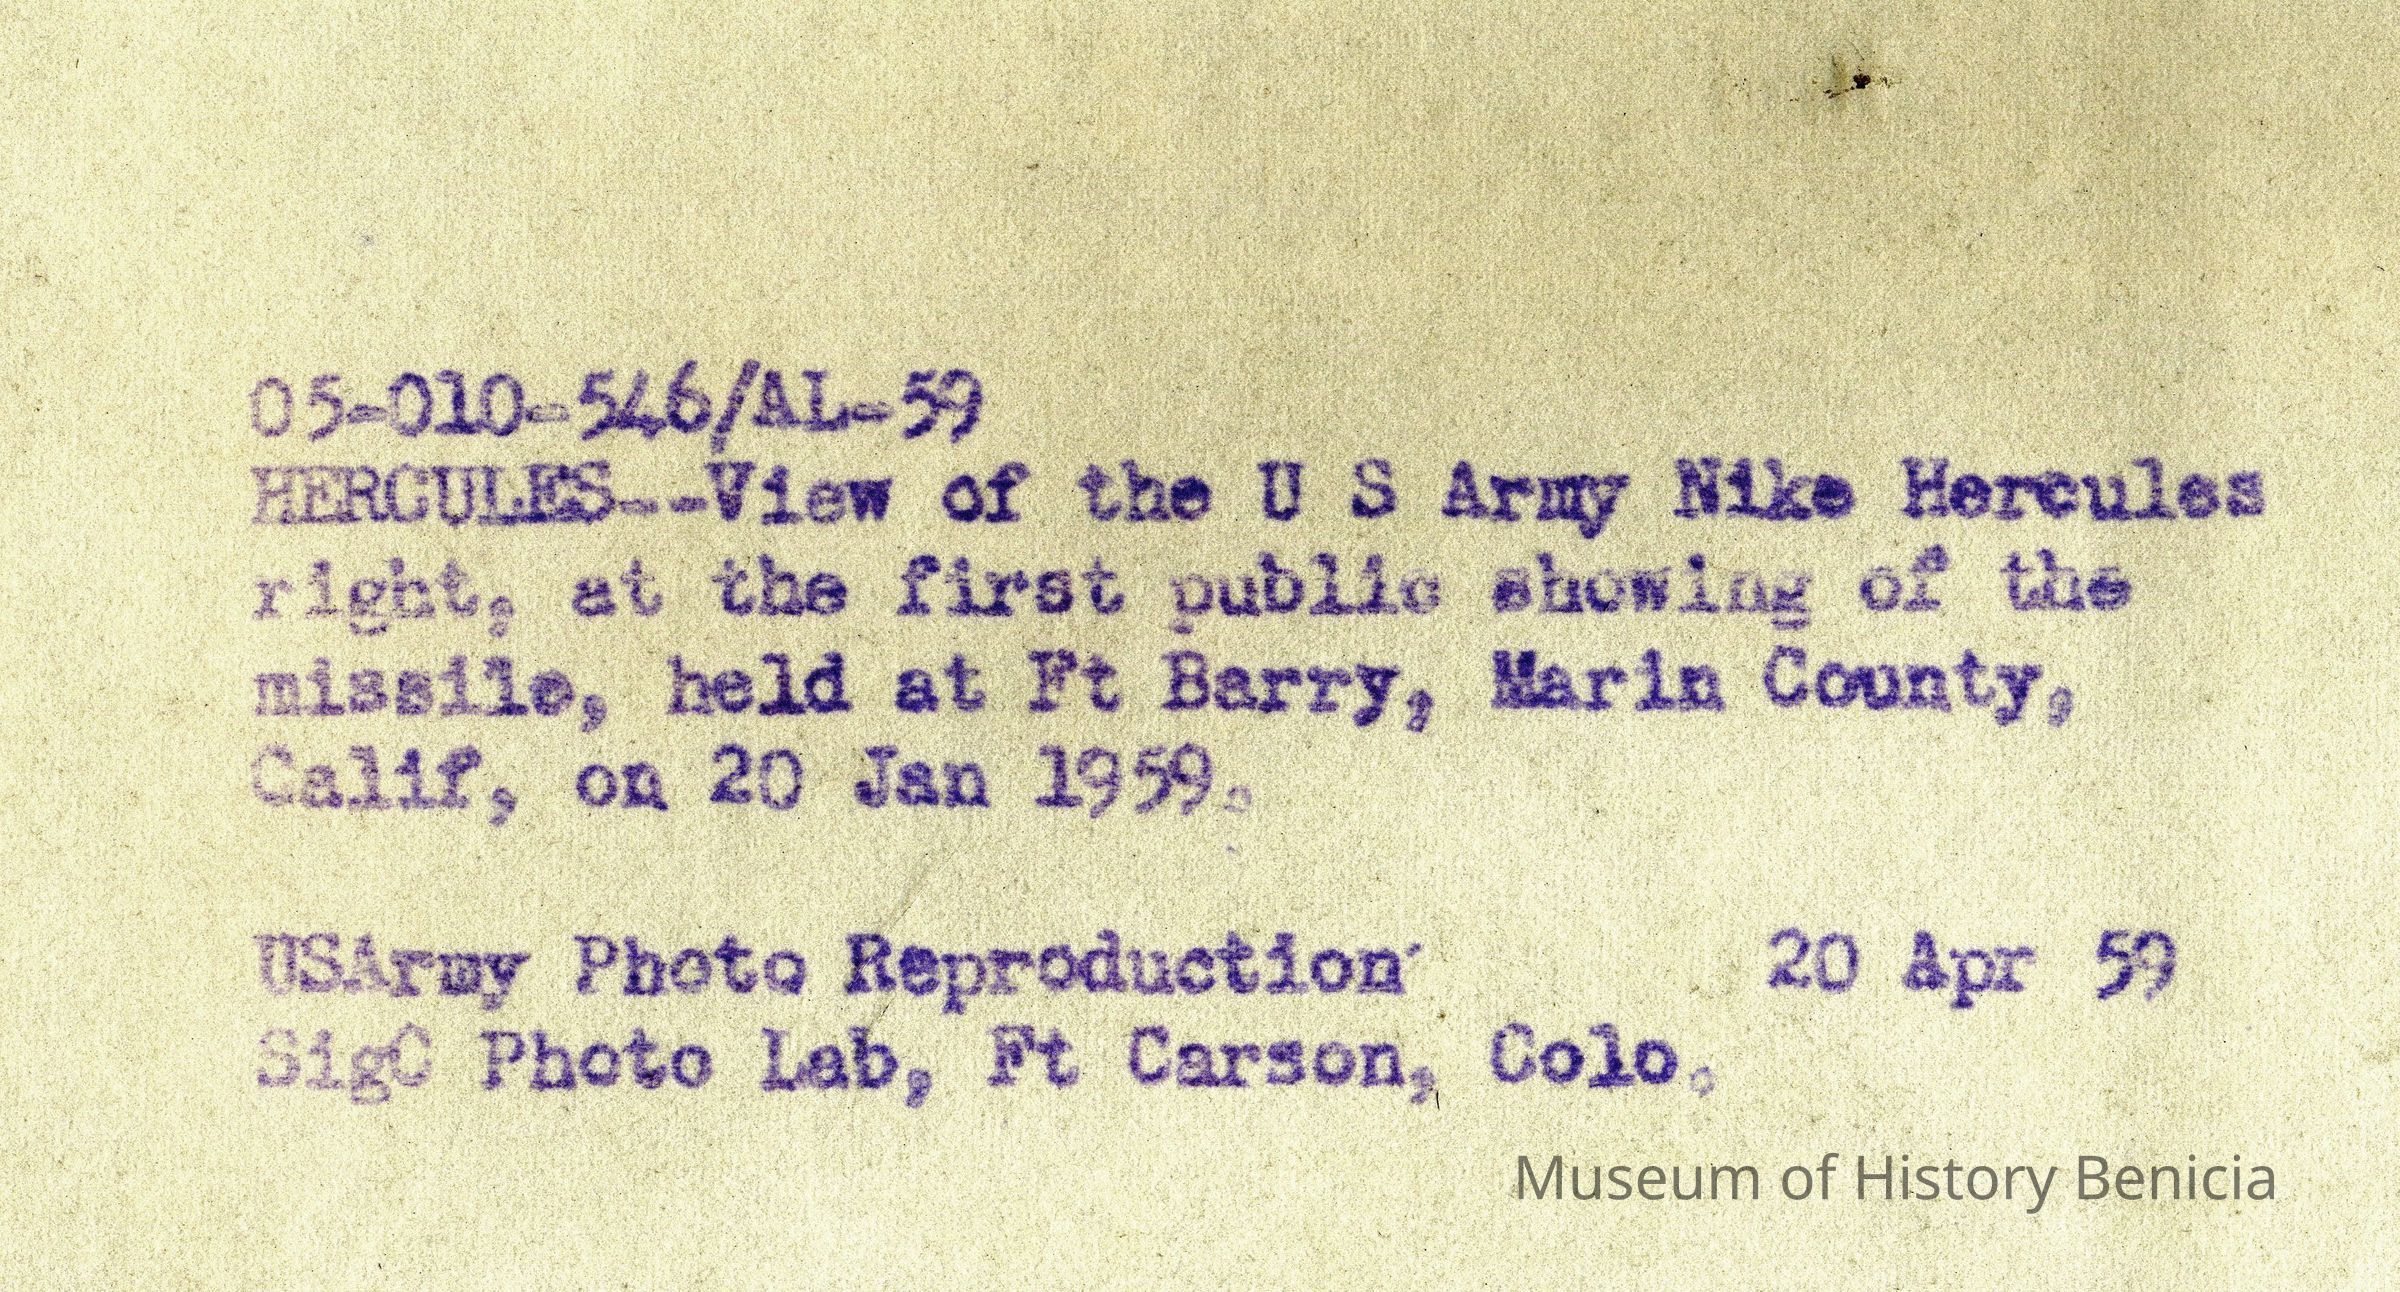 05-010-546/AL-59
HERCULES---View of the U S Army Nike Hercules
right, at the first public showing of the
missile, held at Ft Barry, Marin County,
Calif, on 20 Jan 1959.
USArmy Photo Reproduction 20 Apr 59
SigC Photo Lab, Ft Carson, Colo.
Museum of History Benicia